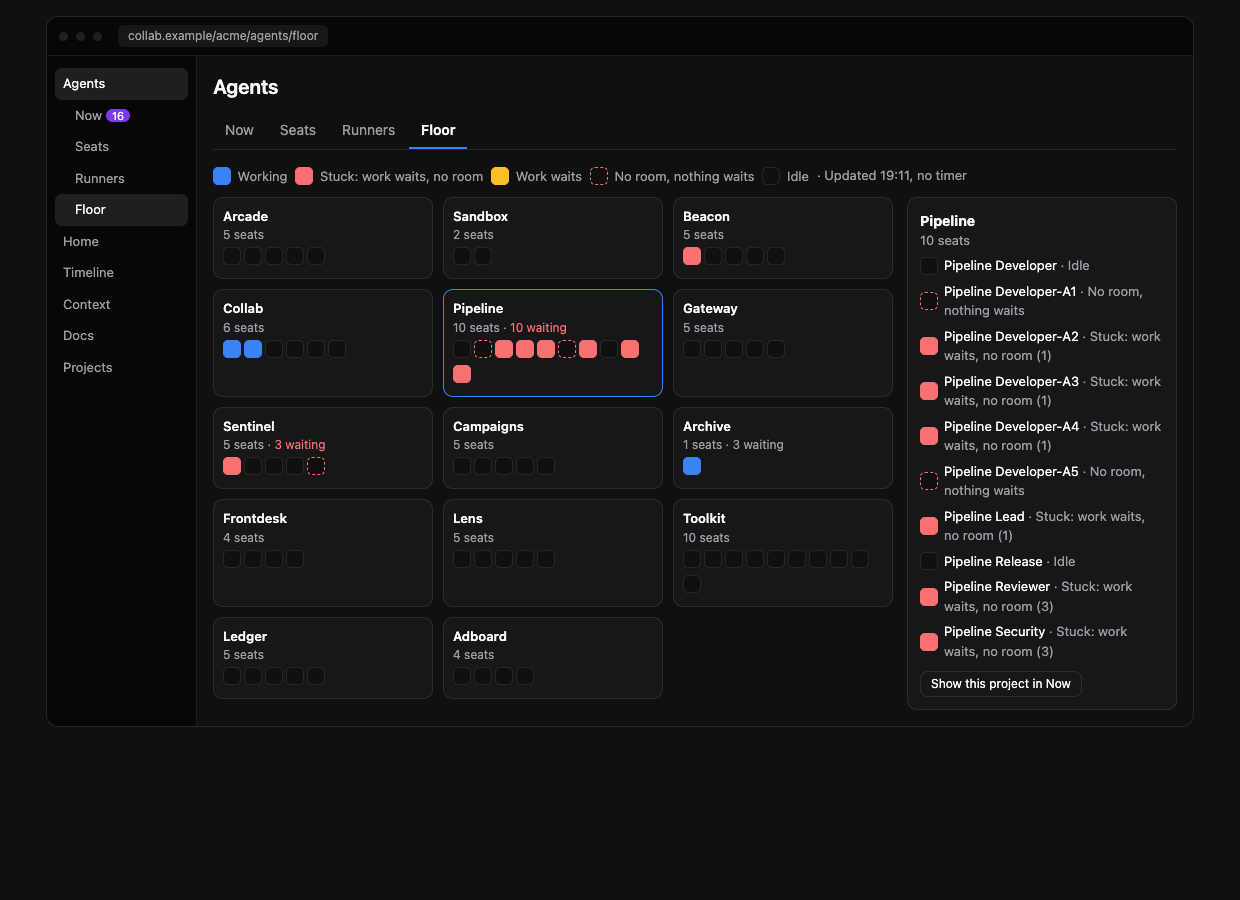 collab.example/acme/agents/floor
Agents
Now 16
Seats
Runners
Floor
Home
Timeline
Context
Docs
Projects
Agents
Now Seats Runners Floor
Working Stuck: work waits, no room Work waits No room, nothing waits Idle · Updated 19:11, no timer
Arcade
5 seats
Sandbox
2 seats
Beacon
5 seats
Collab
6 seats
Pipeline
10 seats · 10 waiting
Gateway
5 seats
Sentinel
5 seats · 3 waiting
Campaigns
5 seats
Archive
1 seats · 3 waiting
Frontdesk
4 seats
Lens
5 seats
Toolkit
10 seats
Ledger
5 seats
Adboard
4 seats
Pipeline
10 seats
Pipeline Developer · Idle
Pipeline Developer-A1 · No room,
nothing waits
Pipeline Developer-A2 · Stuck: work
waits, no room (1)
Pipeline Developer-A3 · Stuck: work
waits, no room (1)
Pipeline Developer-A4 · Stuck: work
waits, no room (1)
Pipeline Developer-A5 · No room,
nothing waits
Pipeline Lead · Stuck: work waits,
no room (1)
Pipeline Release · Idle
Pipeline Reviewer · Stuck: work
waits, no room (3)
Pipeline Security · Stuck: work
waits, no room (3)
Show this project in Now